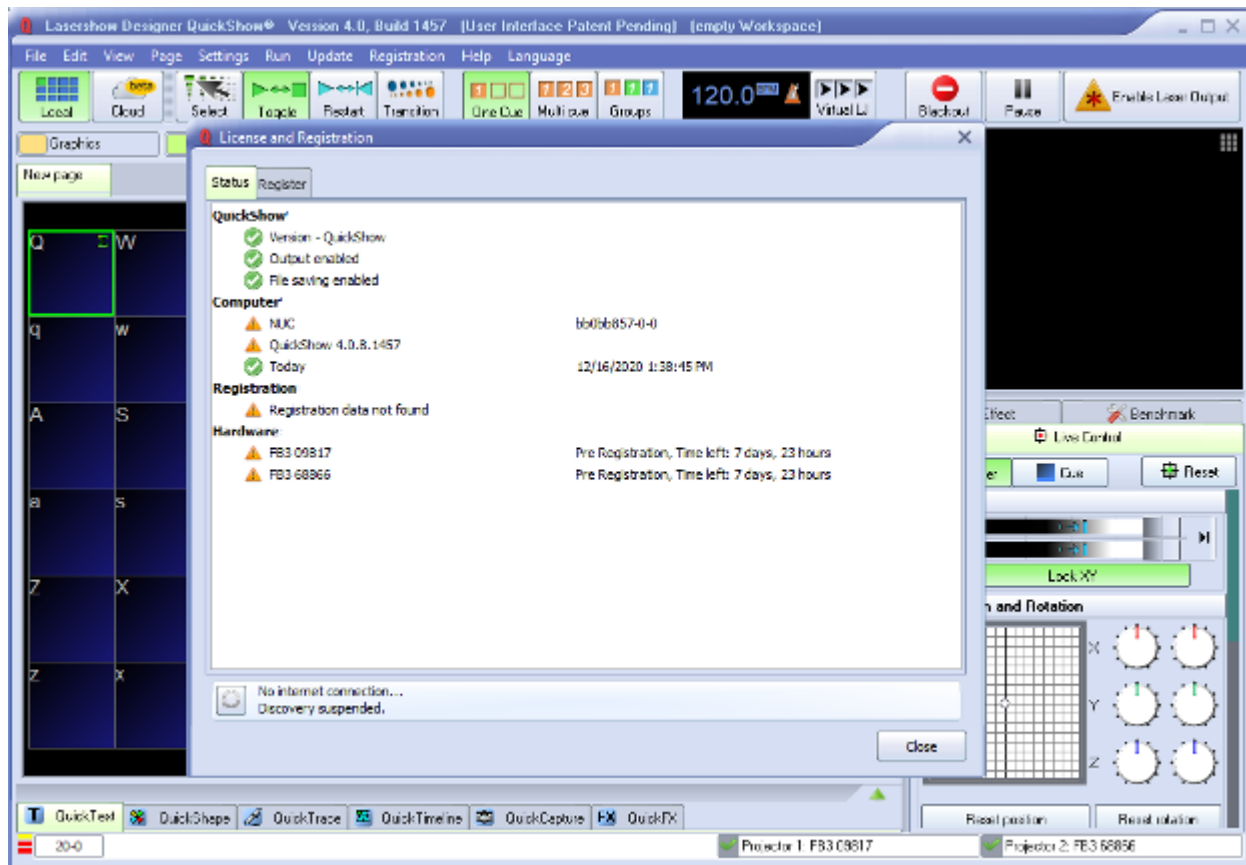 Lasershow Designer QuickShow® Version 4.0, Build 1457 [User Interface Patent Pending] [empty Workspace]
File Edit View Page Settings Run Update Registration Help Language
beta
Local Cloud Select Toggle Restart Transition One Cue Multi cue Groups 120.0 Virtual LJ Blackout Pause Enable Laser Output
Graphics
License and Registration
New page
Status Register
QuickShow
Version - QuickShow
Output enabled
File saving enabled
Computer
NUC bb0bb857-0-0
QuickShow 4.0.8.1457
Today 12/16/2020 1:38:45 PM
Registration
Registration data not found
Hardware
FB3 09817 Pre Registration, Time left: 7 days, 23 hours
FB3 68866 Pre Registration, Time left: 7 days, 23 hours
No internet connection...
Discovery suspended.
Close
Q W
q w
A S
a s
Z X
z x
Effect Benchmark
Live Control
Cue Reset
Lock XY
and Rotation
X
Y
Z
Reset position Reset rotation
QuickText QuickShape QuickTrace QuickTimeline QuickCapture FX QuickFX
20-0 Projector 1: FB3 09817 Projector 2: FB3 68866